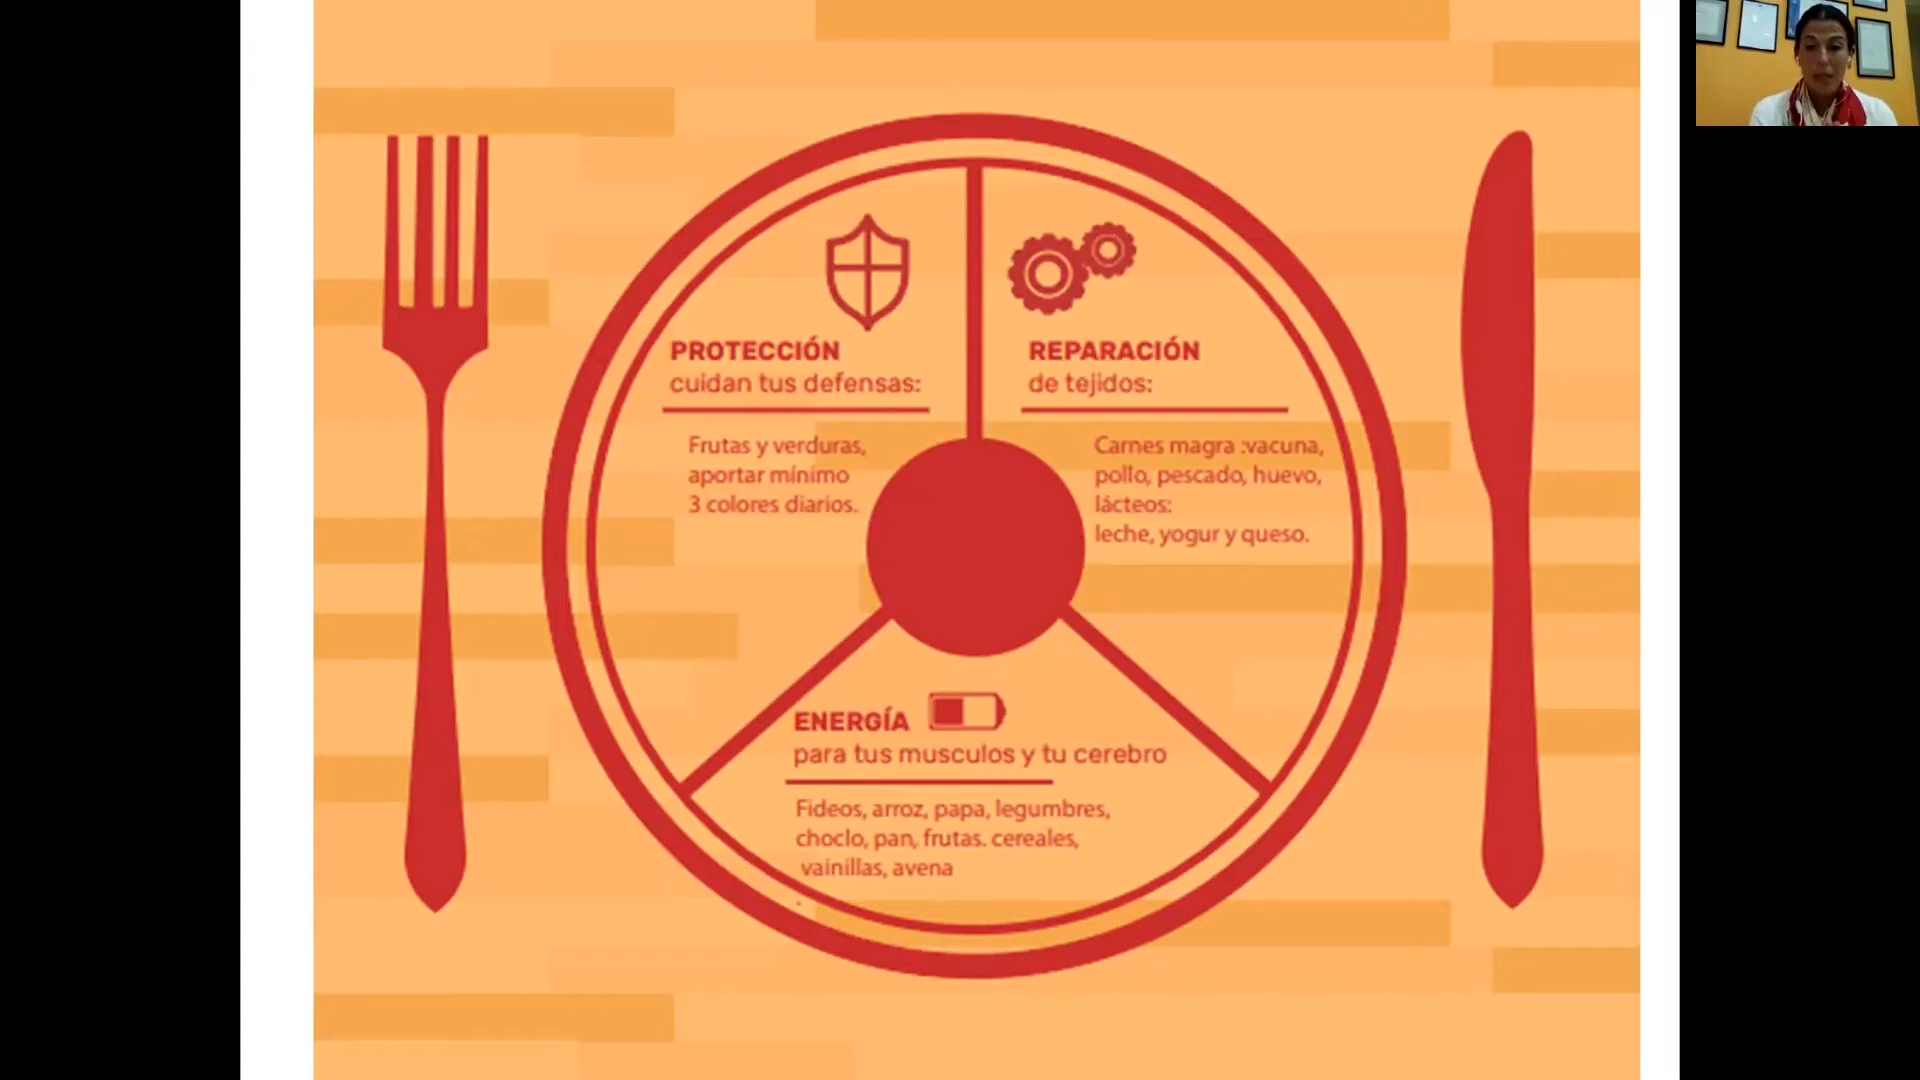 PROTECCIÓN
cuidan tus defensas:
Frutas y verduras,
aportar mínimo
3 colores diarios.
REPARACIÓN
de tejidos:
Carnes magra :vacuna,
pollo, pescado, huevo,
lácteos:
leche, yogur y queso.
ENERGÍA
para tus musculos y tu cerebro
Fideos, arroz, papa, legumbres,
choclo, pan, frutas. cereales,
vainillas, avena